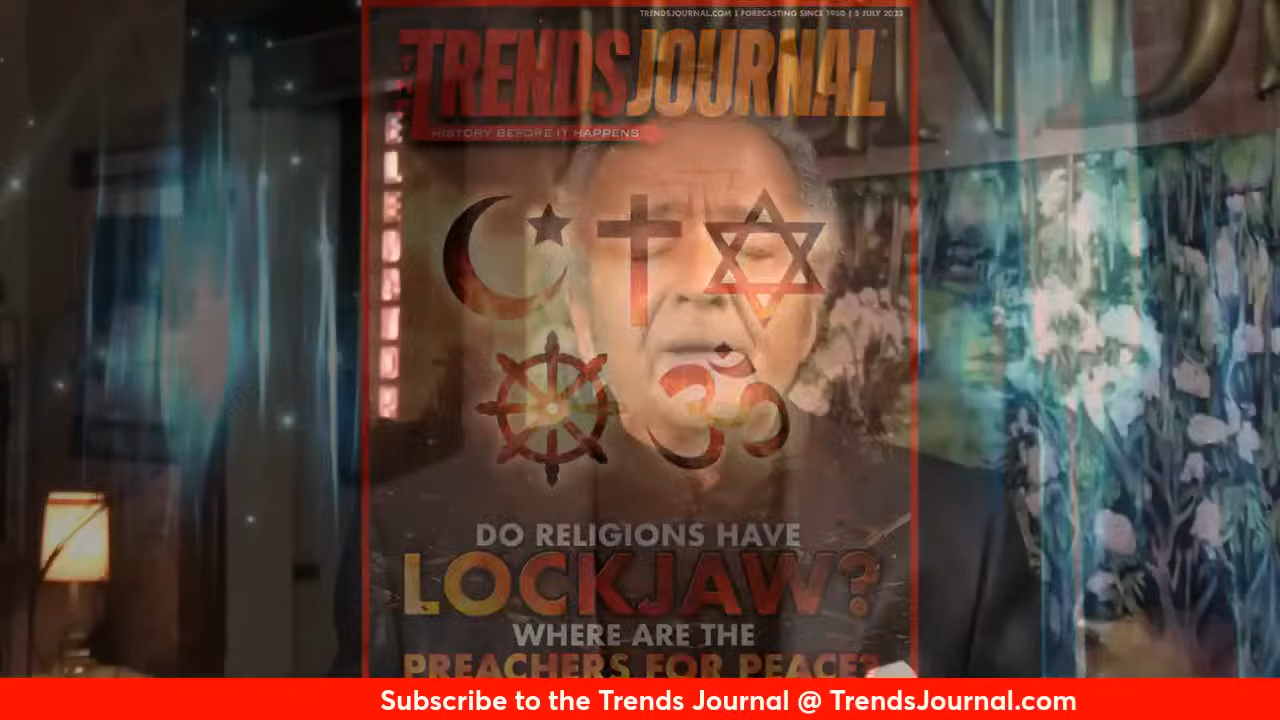 TRENDSJOURNAL.COM | FORECASTING SINCE 1980 | 5 JULY 2023
THE TRENDSJOURNAL
HISTORY BEFORE IT HAPPENS
DO RELIGIONS HAVE
LOCKJAW?
WHERE ARE THE
PREACHERS FOR PEACE?
Subscribe to the Trends Journal @ TrendsJournal.com